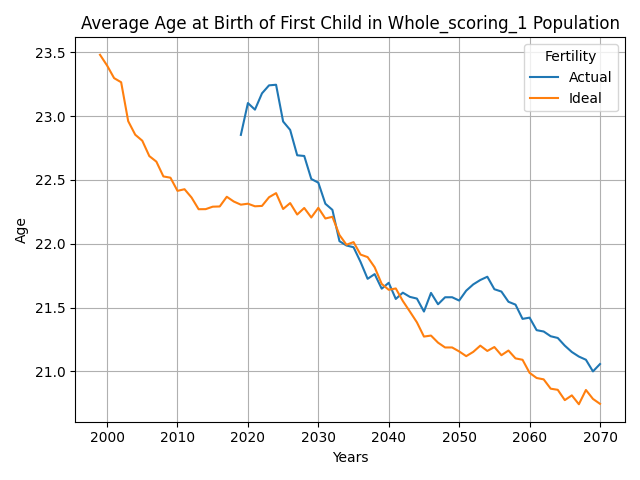 Average Age at Birth of First Child in Whole_scoring_1 Population
Fertility
Actual
Ideal
Age
23.5
23.0
22.5
22.0
21.5
21.0
2000 2010 2020 2030 2040 2050 2060 2070
Years